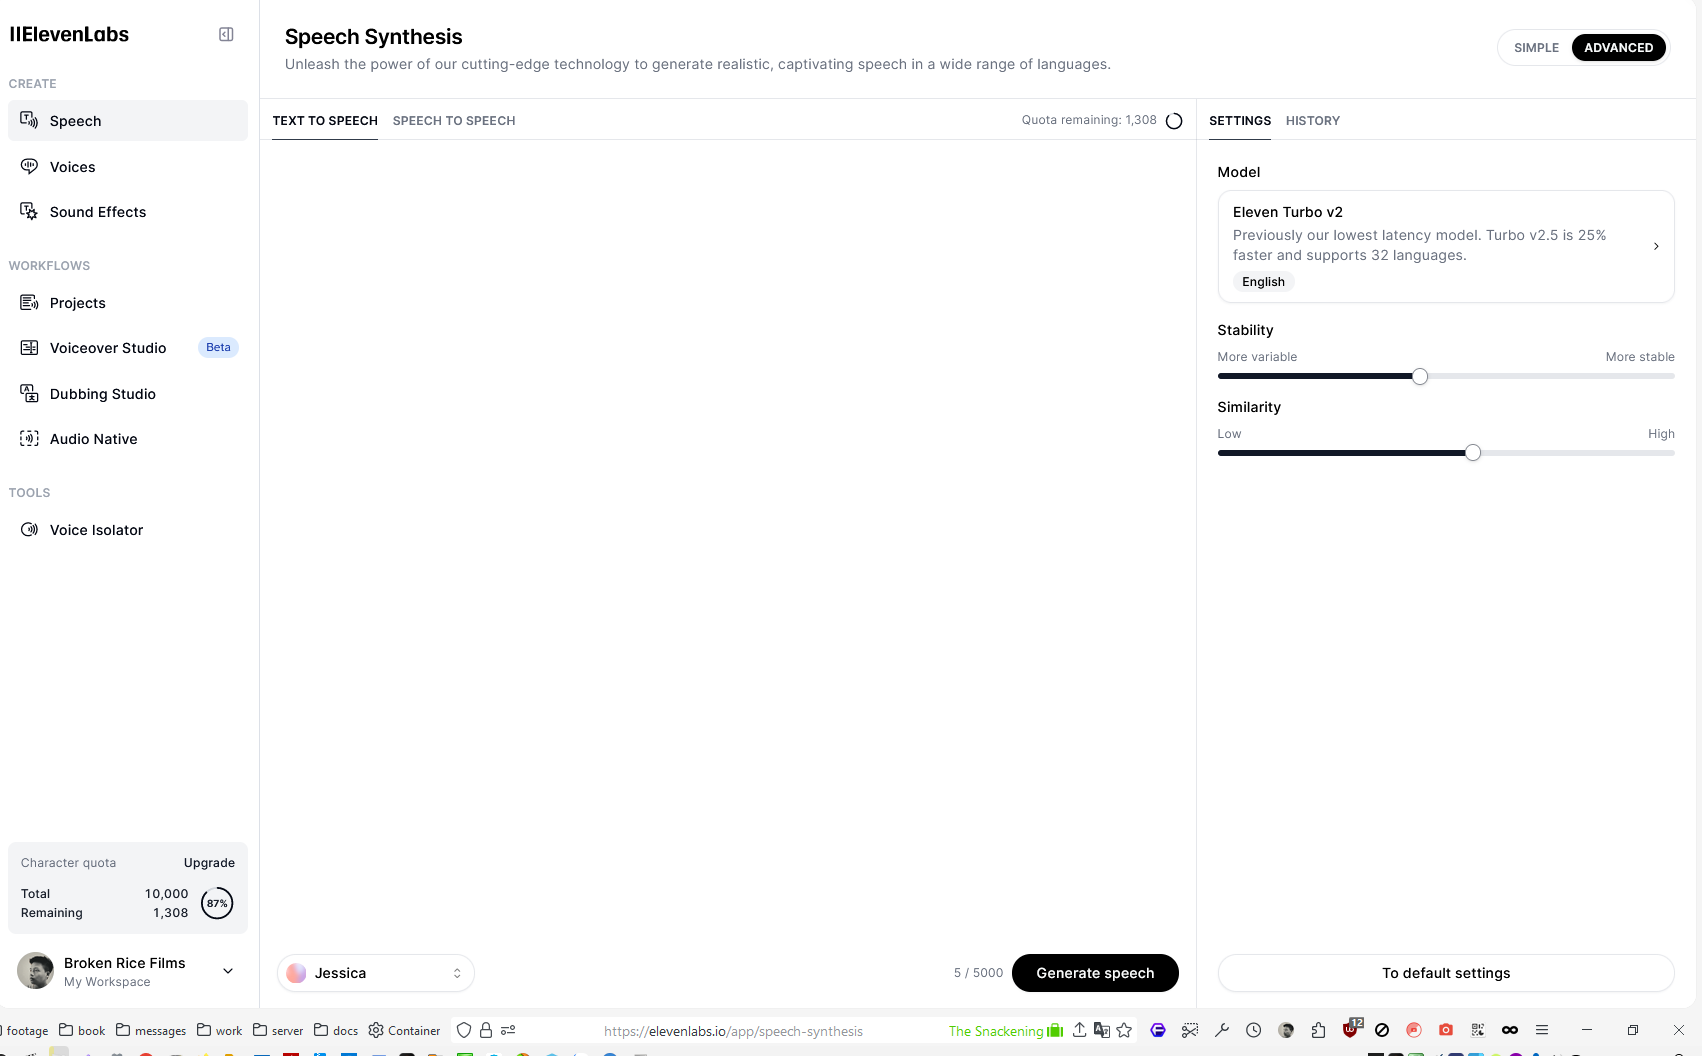 IIElevenLabs
CREATE
Speech
Voices
Sound Effects
WORKFLOWS
Projects
Voiceover Studio Beta
Dubbing Studio
Audio Native
TOOLS
Voice Isolator
Character quota Upgrade
Total 10,000
Remaining 1,308
87%
Broken Rice Films
My Workspace
Speech Synthesis
Unleash the power of our cutting-edge technology to generate realistic, captivating speech in a wide range of languages.
SIMPLE ADVANCED
TEXT TO SPEECH SPEECH TO SPEECH Quota remaining: 1,308
Jessica 5 / 5000 Generate speech
SETTINGS HISTORY
Model
Eleven Turbo v2
Previously our lowest latency model. Turbo v2.5 is 25%
faster and supports 32 languages.
English
Stability
More variable More stable
Similarity
Low High
To default settings
footage book messages work server docs Container https://elevenlabs.io/app/speech-synthesis The Snackening 12